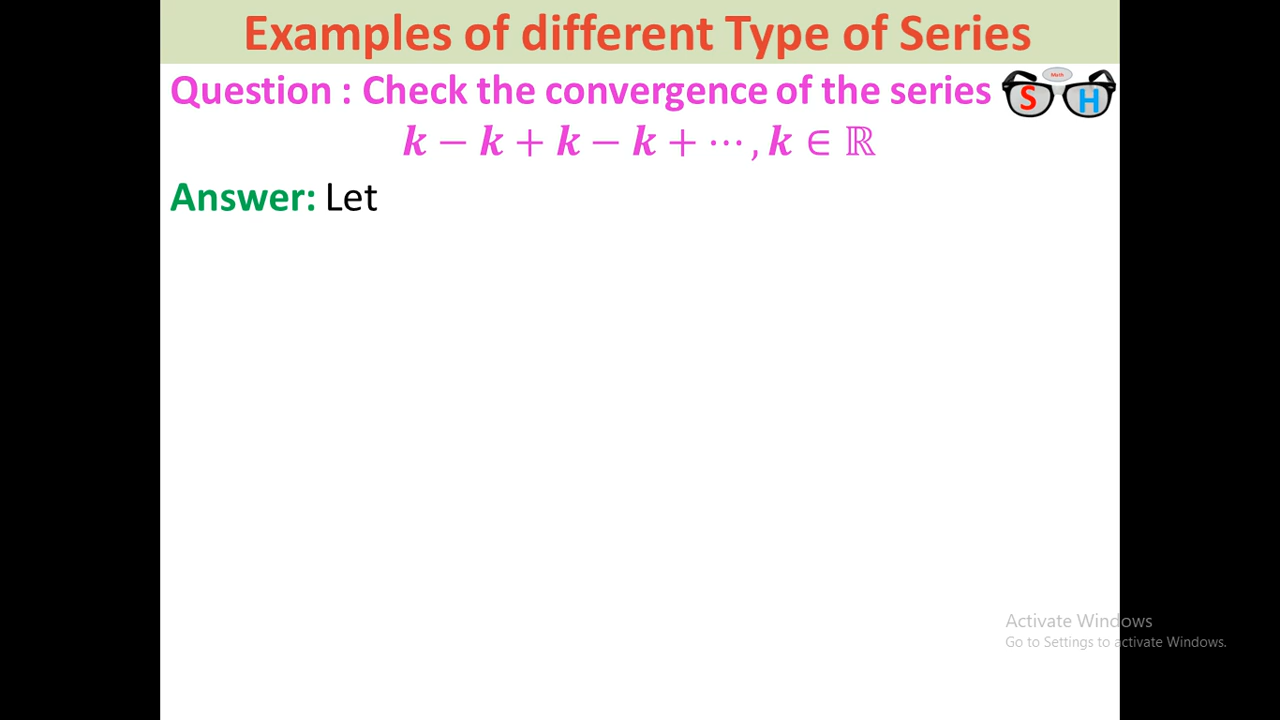 Examples of different Type of Series
Question : Check the convergence of the series
Math
S H
k − k + k − k + ⋯ , k ∈ ℝ
Answer: Let
Activate Windows
Go to Settings to activate Windows.